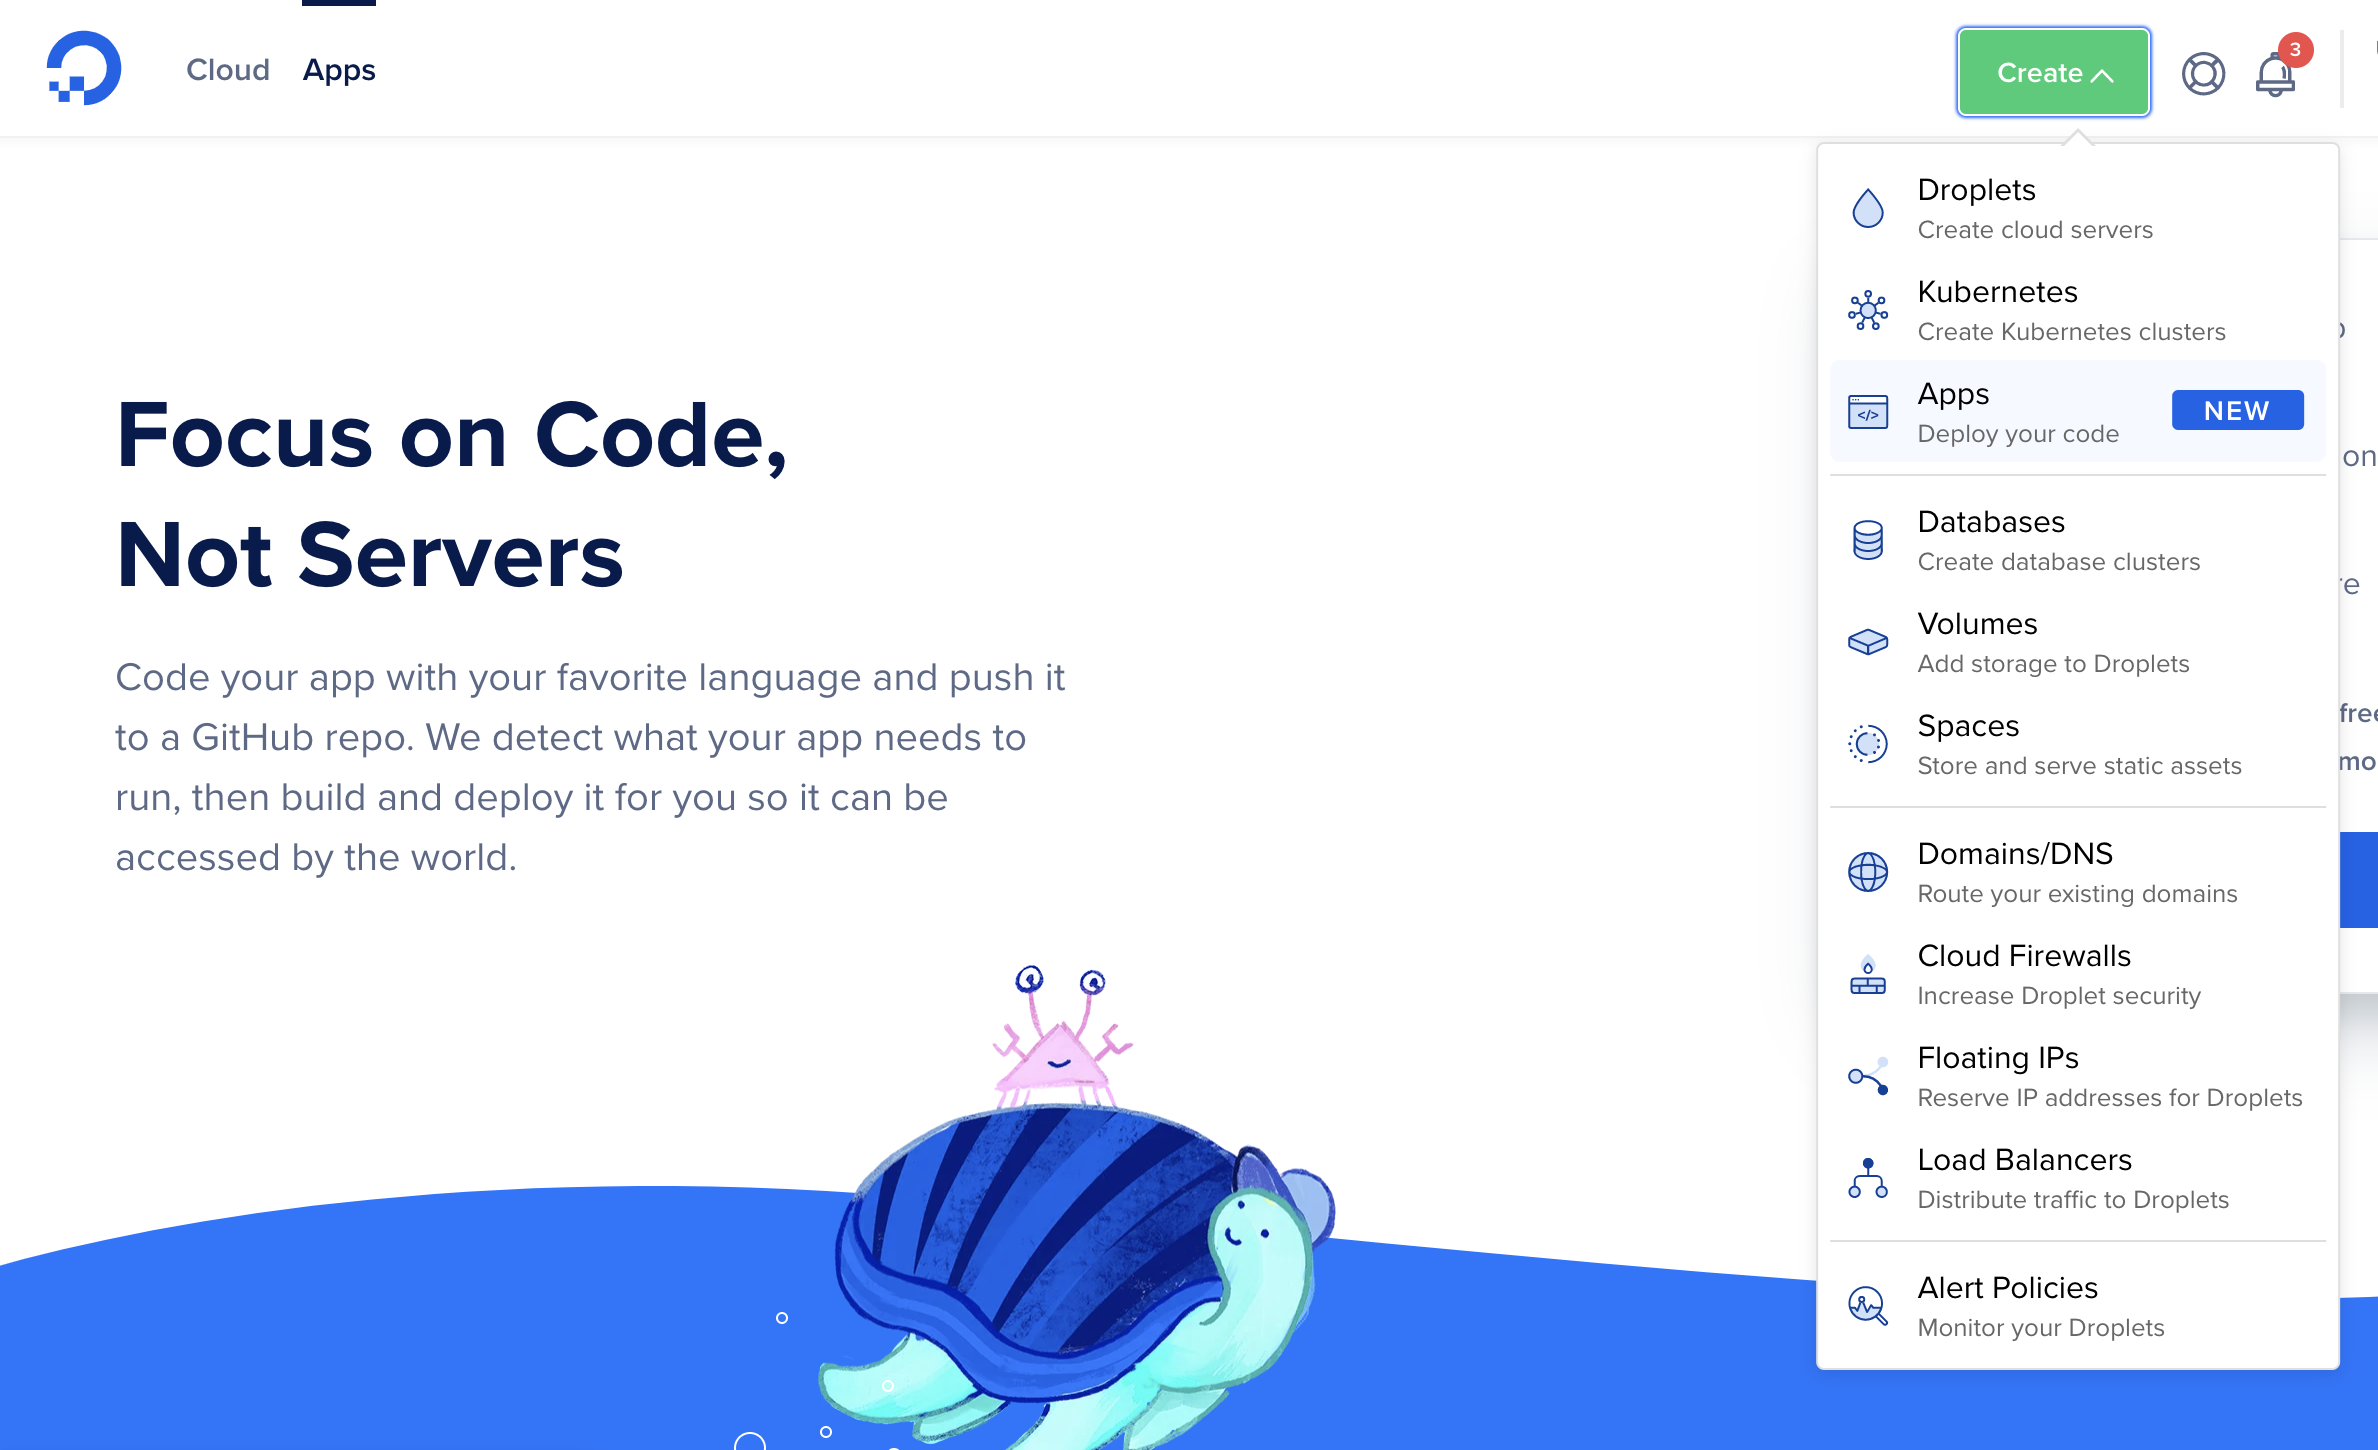 Cloud
Apps
Create
3
Focus on Code,
Not Servers
Code your app with your favorite language and push it
to a GitHub repo. We detect what your app needs to
run, then build and deploy it for you so it can be
accessed by the world.
Droplets
Create cloud servers
Kubernetes
Create Kubernetes clusters
Apps
NEW
Deploy your code
Databases
Create database clusters
Volumes
Add storage to Droplets
Spaces
Store and serve static assets
Domains/DNS
Route your existing domains
Cloud Firewalls
Increase Droplet security
Floating IPs
Reserve IP addresses for Droplets
Load Balancers
Distribute traffic to Droplets
Alert Policies
Monitor your Droplets